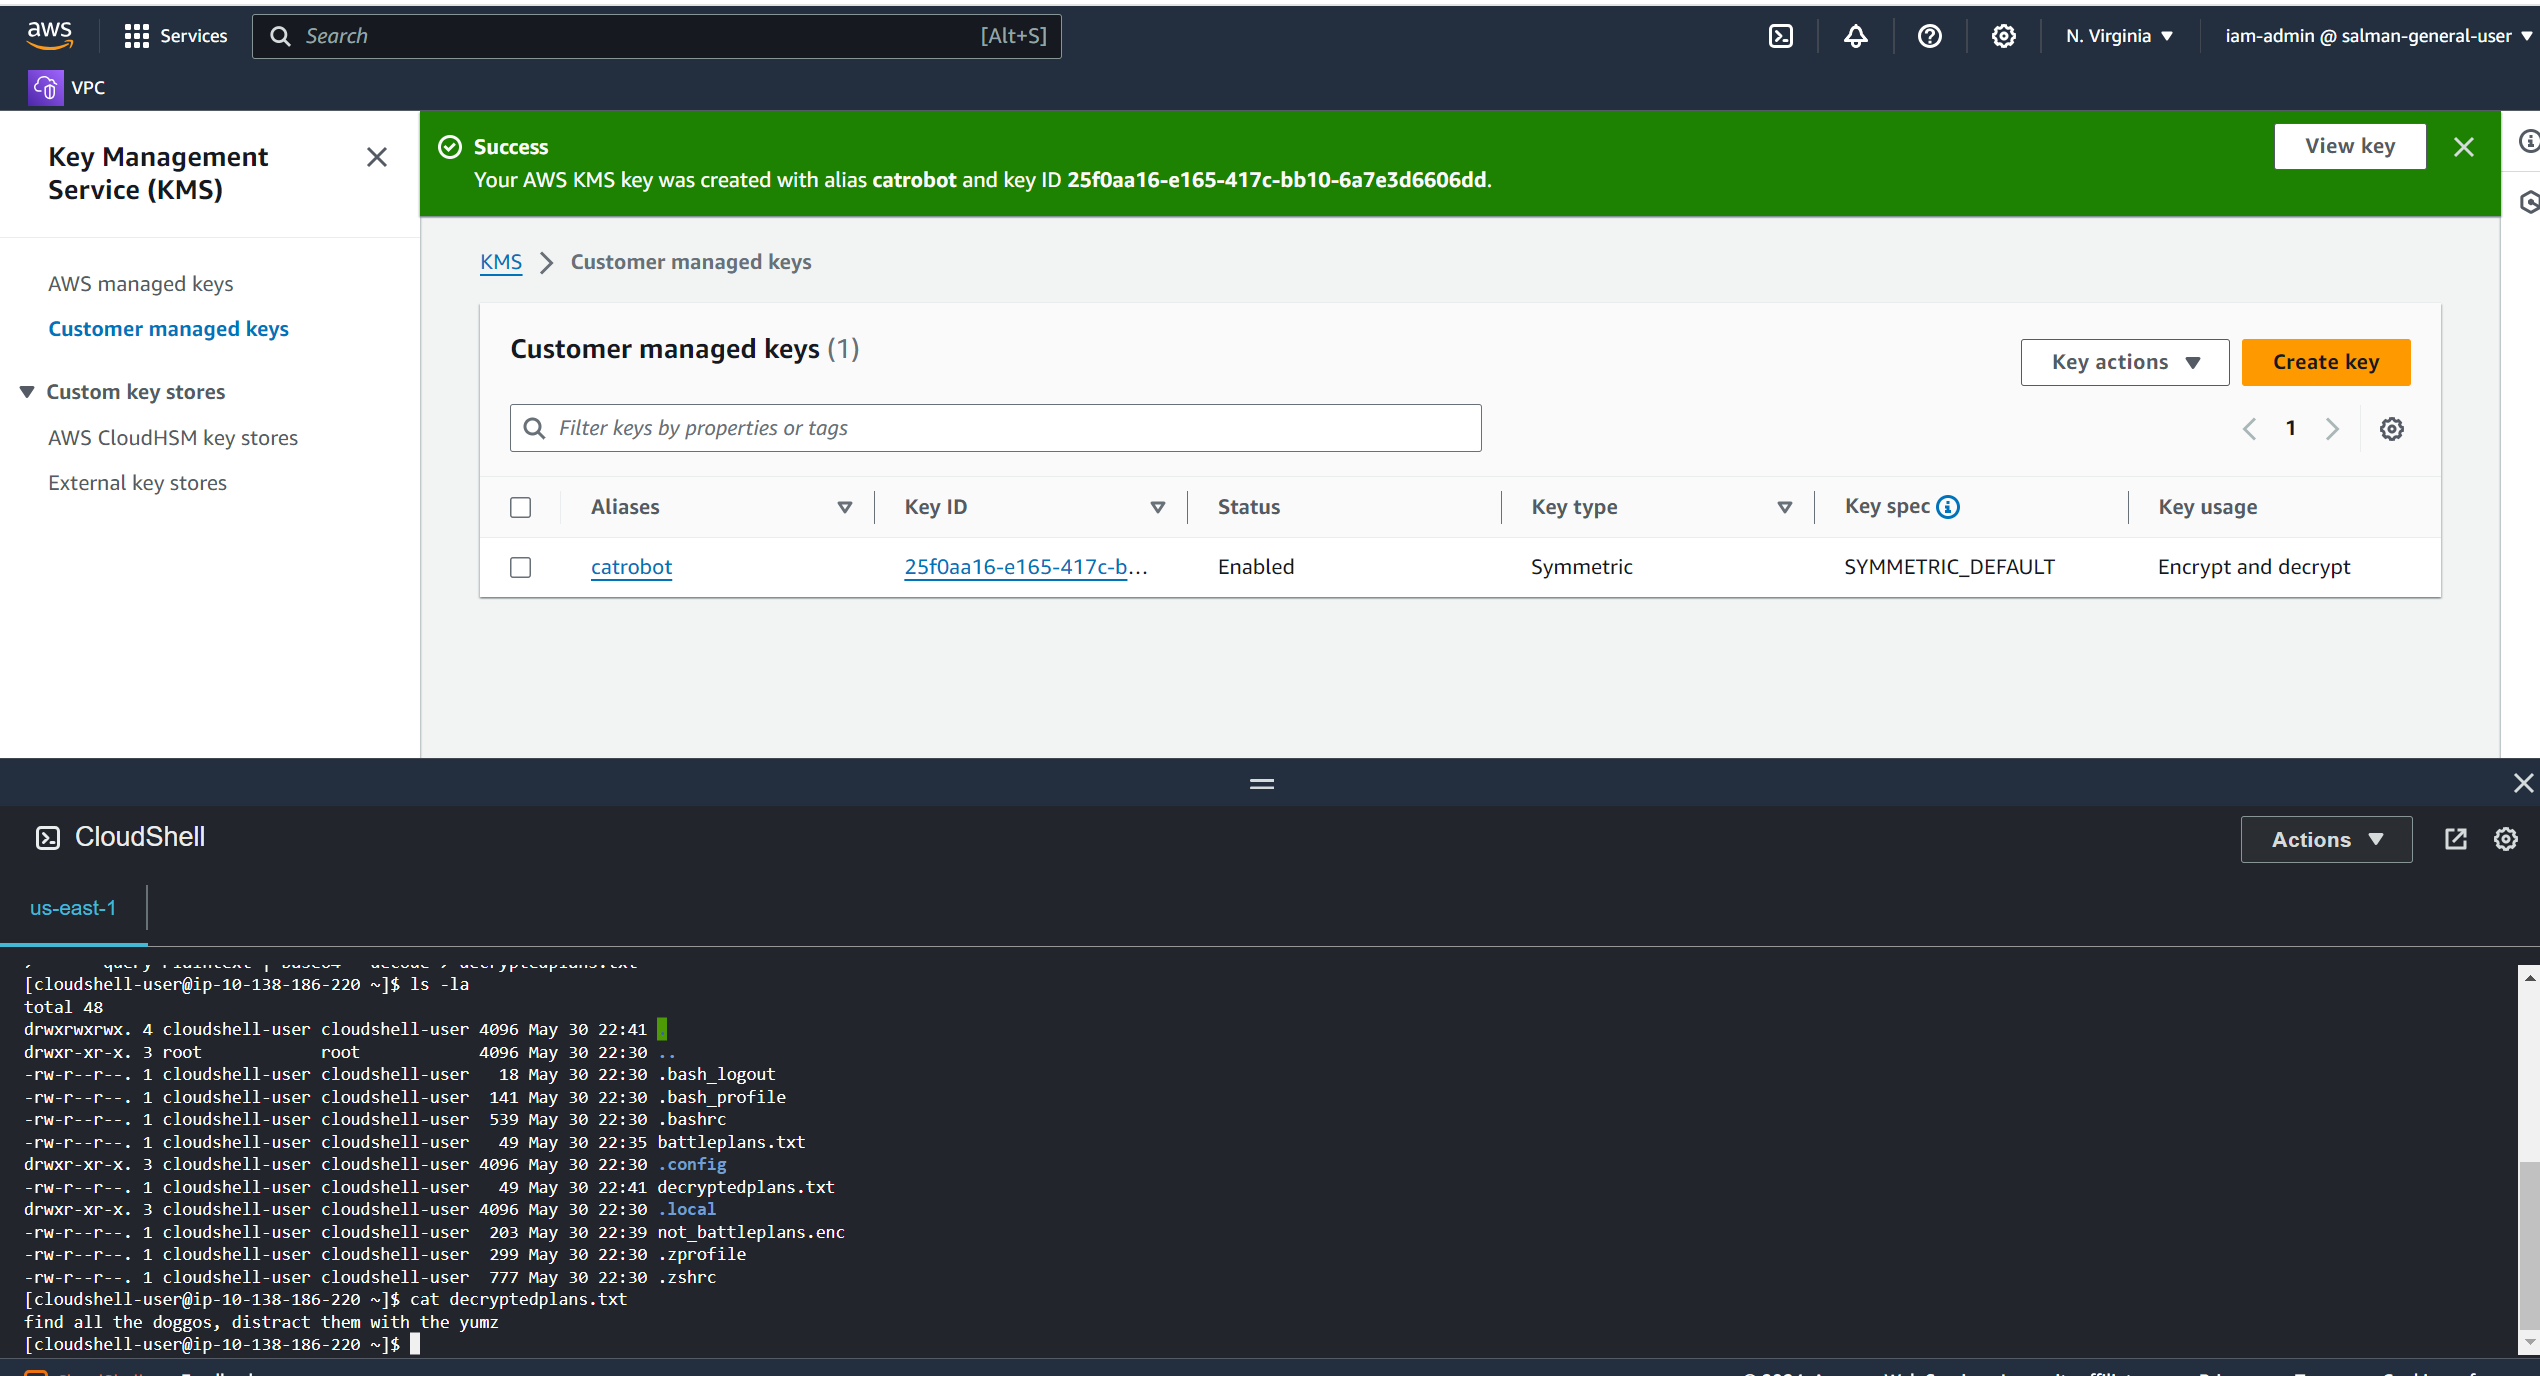 aws
Services
Search
[Alt+S]
N. Virginia
iam-admin @ salman-general-user
VPC
Key Management
Service (KMS)
AWS managed keys
Customer managed keys
Custom key stores
AWS CloudHSM key stores
External key stores
Success
Your AWS KMS key was created with alias catrobot and key ID 25f0aa16-e165-417c-bb10-6a7e3d6606dd.
View key
KMS
Customer managed keys
Customer managed keys (1)
Key actions
Create key
Filter keys by properties or tags
1
Aliases Key ID Status Key type Key spec Key usage
catrobot 25f0aa16-e165-417c-b... Enabled Symmetric SYMMETRIC_DEFAULT Encrypt and decrypt
CloudShell
Actions
us-east-1
[cloudshell-user@ip-10-138-186-220 ~]$ ls -la
total 48
drwxrwxrwx. 4 cloudshell-user cloudshell-user 4096 May 30 22:41 .
drwxr-xr-x. 3 root            root            4096 May 30 22:30 ..
-rw-r--r--. 1 cloudshell-user cloudshell-user   18 May 30 22:30 .bash_logout
-rw-r--r--. 1 cloudshell-user cloudshell-user  141 May 30 22:30 .bash_profile
-rw-r--r--. 1 cloudshell-user cloudshell-user  539 May 30 22:30 .bashrc
-rw-r--r--. 1 cloudshell-user cloudshell-user   49 May 30 22:35 battleplans.txt
drwxr-xr-x. 3 cloudshell-user cloudshell-user 4096 May 30 22:30 .config
-rw-r--r--. 1 cloudshell-user cloudshell-user   49 May 30 22:41 decryptedplans.txt
drwxr-xr-x. 3 cloudshell-user cloudshell-user 4096 May 30 22:30 .local
-rw-r--r--. 1 cloudshell-user cloudshell-user  203 May 30 22:39 not_battleplans.enc
-rw-r--r--. 1 cloudshell-user cloudshell-user  299 May 30 22:30 .zprofile
-rw-r--r--. 1 cloudshell-user cloudshell-user  777 May 30 22:30 .zshrc
[cloudshell-user@ip-10-138-186-220 ~]$ cat decryptedplans.txt
find all the doggos, distract them with the yumz
[cloudshell-user@ip-10-138-186-220 ~]$